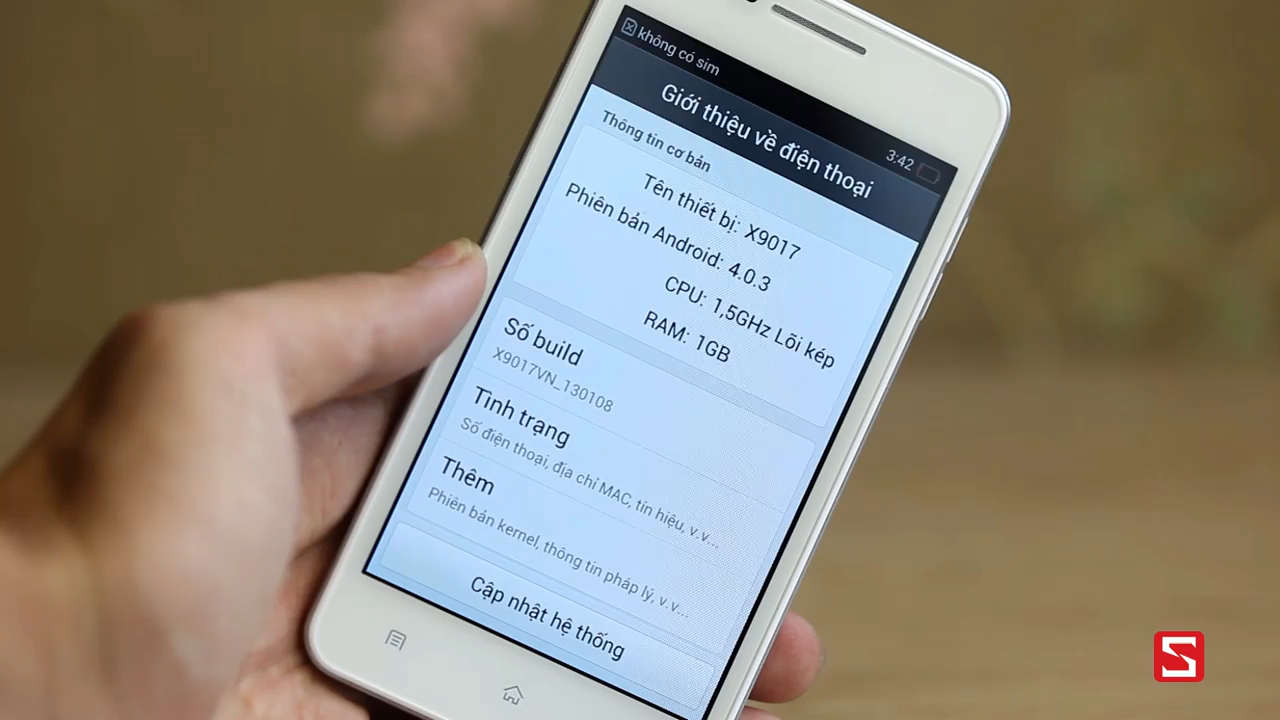 không có sim
3:42
Giới thiệu về điện thoại
Thông tin cơ bản
Tên thiết bị: X9017
Phiên bản Android: 4.0.3
CPU: 1,5GHz Lõi kép
RAM: 1GB
Số build
X9017VN_130108
Tình trạng
Số điện thoại, địa chỉ MAC, tín hiệu, v.v...
Thêm
Phiên bản kernel, thông tin pháp lý, v.v...
Cập nhật hệ thống
S